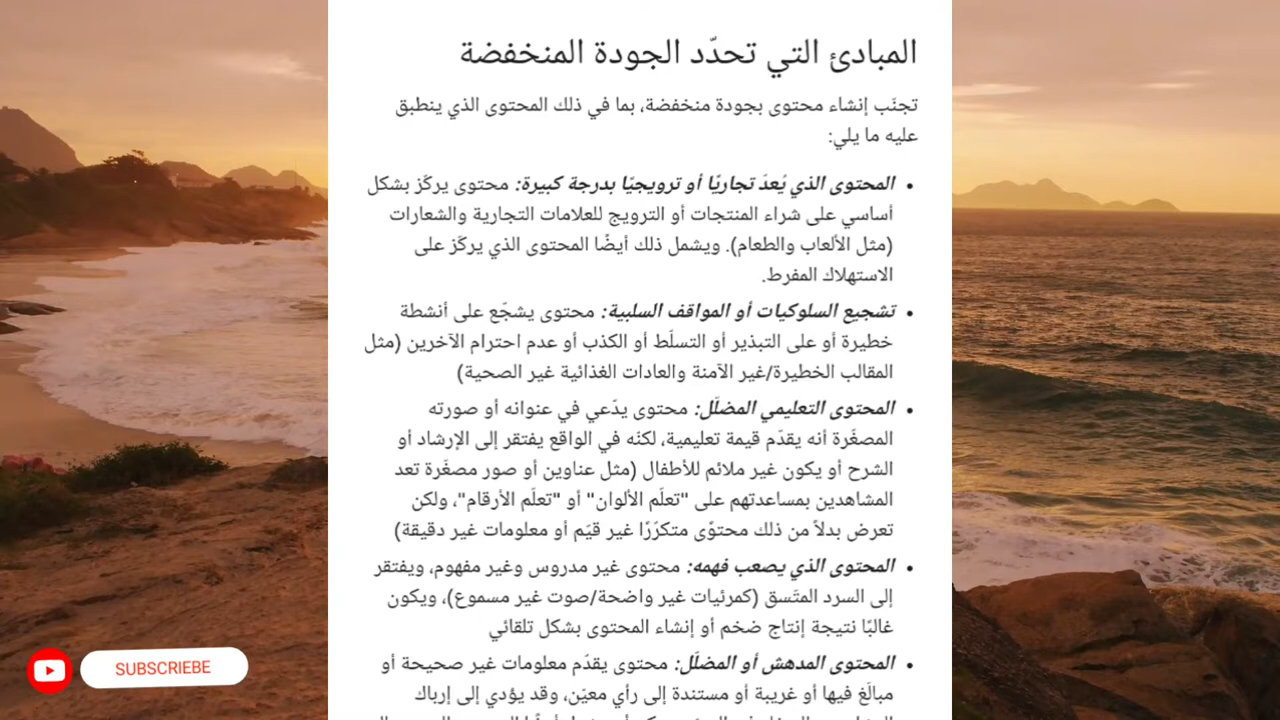 المبادئ التي تحدّد الجودة المنخفضة
تجنّب إنشاء محتوى بجودة منخفضة، بما في ذلك المحتوى الذي ينطبق
عليه ما يلي:
• المحتوى الذي يُعدّ تجاريًا أو ترويجيًا بدرجة كبيرة: محتوى يركّز بشكل
أساسي على شراء المنتجات أو الترويج للعلامات التجارية والشعارات
(مثل الألعاب والطعام). ويشمل ذلك أيضًا المحتوى الذي يركّز على
الاستهلاك المفرط.
• تشجيع السلوكيات أو المواقف السلبية: محتوى يشجّع على أنشطة
خطيرة أو على التبذير أو التسلّط أو الكذب أو عدم احترام الآخرين (مثل
المقالب الخطيرة/غير الآمنة والعادات الغذائية غير الصحية)
• المحتوى التعليمي المضلّل: محتوى يدّعي في عنوانه أو صورته
المصغّرة أنه يقدّم قيمة تعليمية، لكنّه في الواقع يفتقر إلى الإرشاد أو
الشرح أو يكون غير ملائم للأطفال (مثل عناوين أو صور مصغّرة تعد
المشاهدين بمساعدتهم على "تعلّم الألوان" أو "تعلّم الأرقام"، ولكن
تعرض بدلاً من ذلك محتوًى متكرّرًا غير قيّم أو معلومات غير دقيقة)
• المحتوى الذي يصعب فهمه: محتوى غير مدروس وغير مفهوم، ويفتقر
إلى السرد المتّسق (كمرئيات غير واضحة/صوت غير مسموع)، ويكون
غالبًا نتيجة إنتاج ضخم أو إنشاء المحتوى بشكل تلقائي
• المحتوى المدهش أو المضلّل: محتوى يقدّم معلومات غير صحيحة أو
مبالَغ فيها أو غريبة أو مستندة إلى رأي معيّن، وقد يؤدي إلى إرباك
SUBSCRIEBE